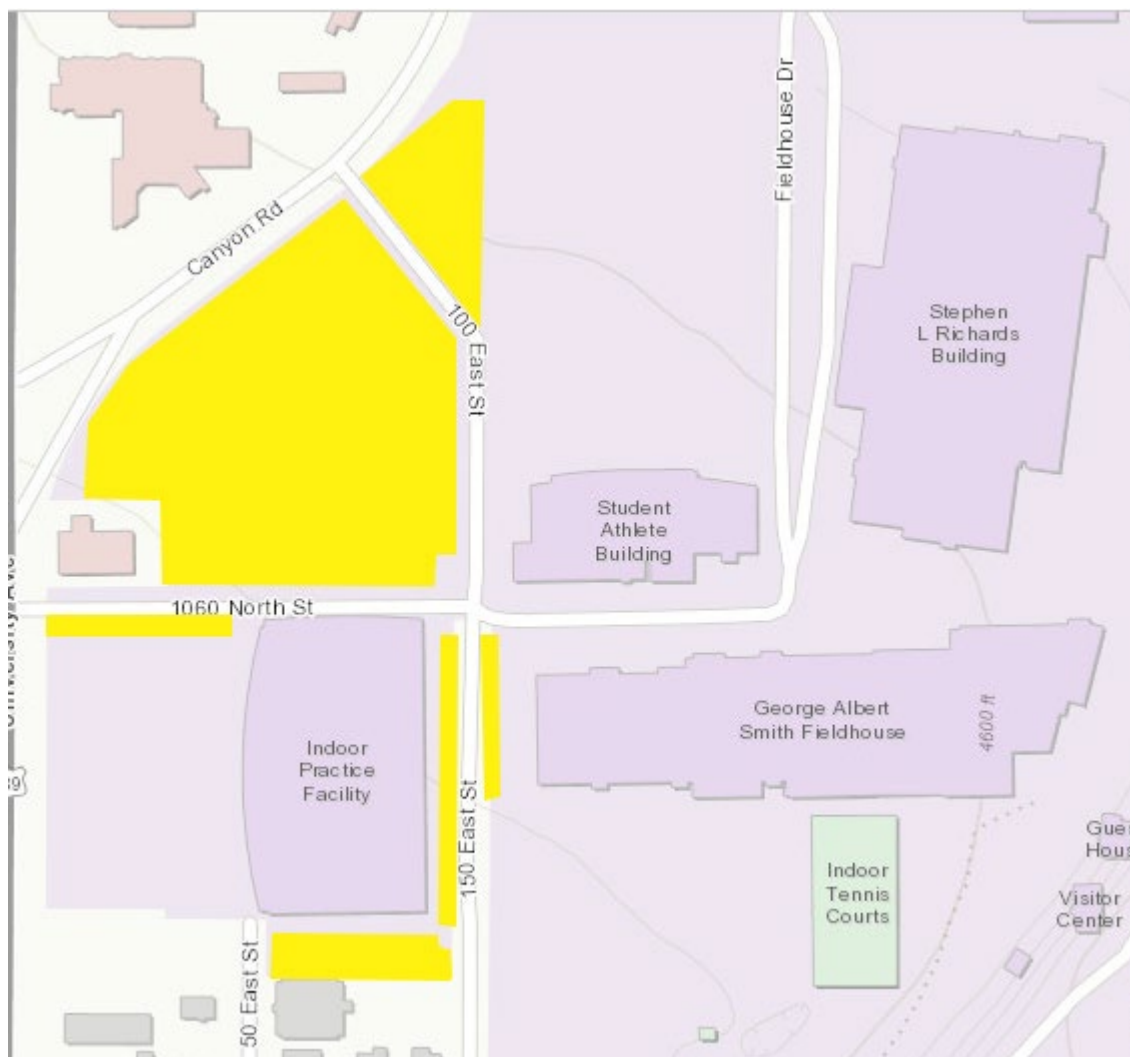 Fieldhouse Dr
Canyon Rd
100 East St
Stephen
L Richards
Building
Student
Athlete
Building
1060 North St
George Albert
Smith Fieldhouse
4600 ft
Indoor
Practice
Facility
150 East St
Indoor
Tennis
Courts
Visitor
Center
50 East St